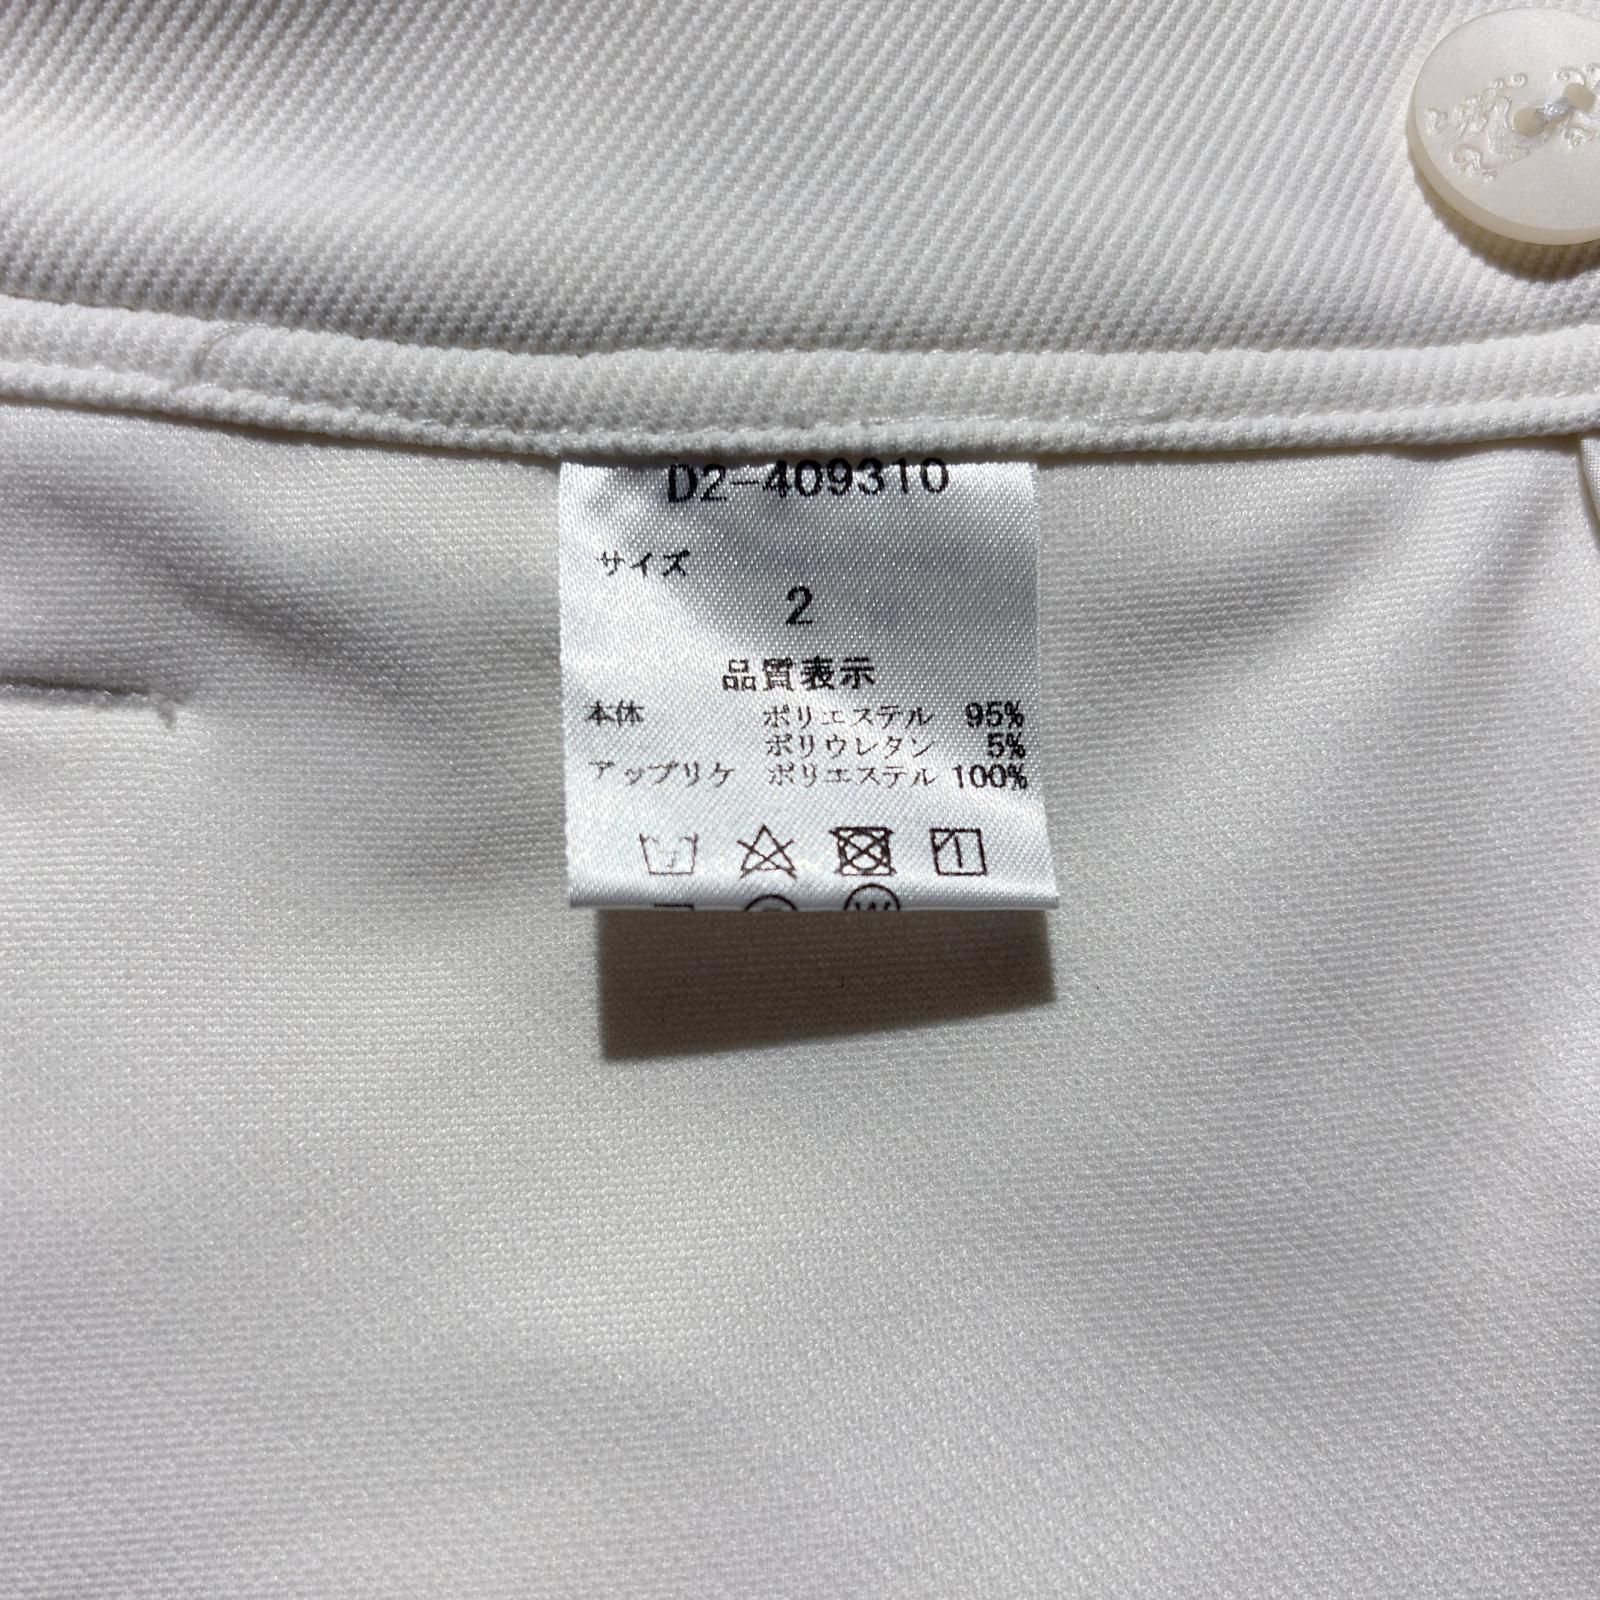 D2-409310
サイズ
2
品質表示
本体 ポリエステル 95%
ポリウレタン 5%
アップリケ ポリエステル 100%
W